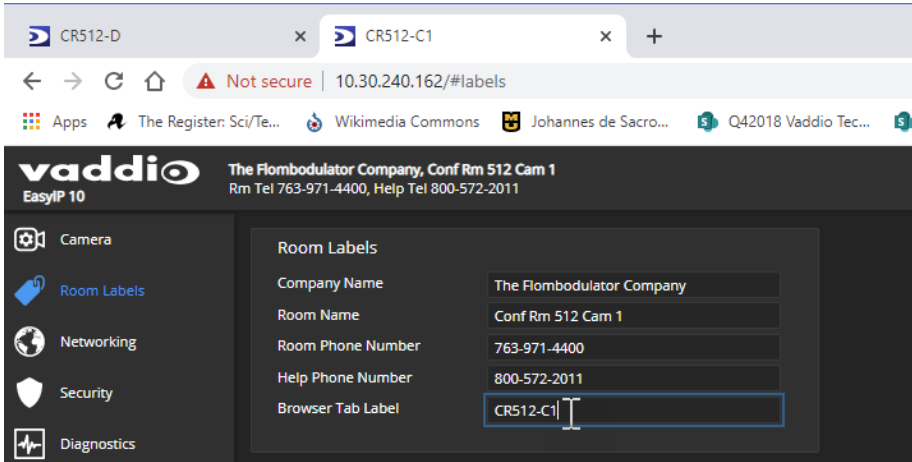 CR512-D
CR512-C1
Not secure | 10.30.240.162/#labels
Apps The Register: Sci/Te... Wikimedia Commons Johannes de Sacro... Q42018 Vaddio Tec...
vaddio
EasyIP 10
The Flombodulator Company, Conf Rm 512 Cam 1
Rm Tel 763-971-4400, Help Tel 800-572-2011
Camera
Room Labels
Networking
Security
Diagnostics
Room Labels
Company Name The Flombodulator Company
Room Name Conf Rm 512 Cam 1
Room Phone Number 763-971-4400
Help Phone Number 800-572-2011
Browser Tab Label CR512-C1